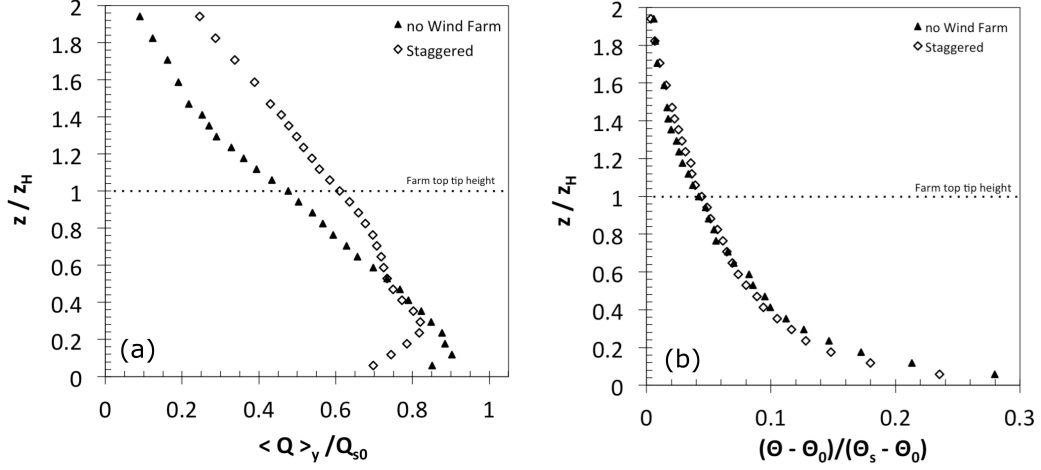 2
1.8
1.6
1.4
1.2
1
0.8
0.6
0.4
0.2
0
z / z_H
no Wind Farm
Staggered
Farm top tip height
(a)
0 0.2 0.4 0.6 0.8 1
< Q >_y /Q_s0
2
1.8
1.6
1.4
1.2
1
0.8
0.6
0.4
0.2
0
z / z_H
no Wind Farm
Staggered
Farm top tip height
(b)
0 0.1 0.2 0.3
(Θ - Θ_0)/(Θ_s - Θ_0)